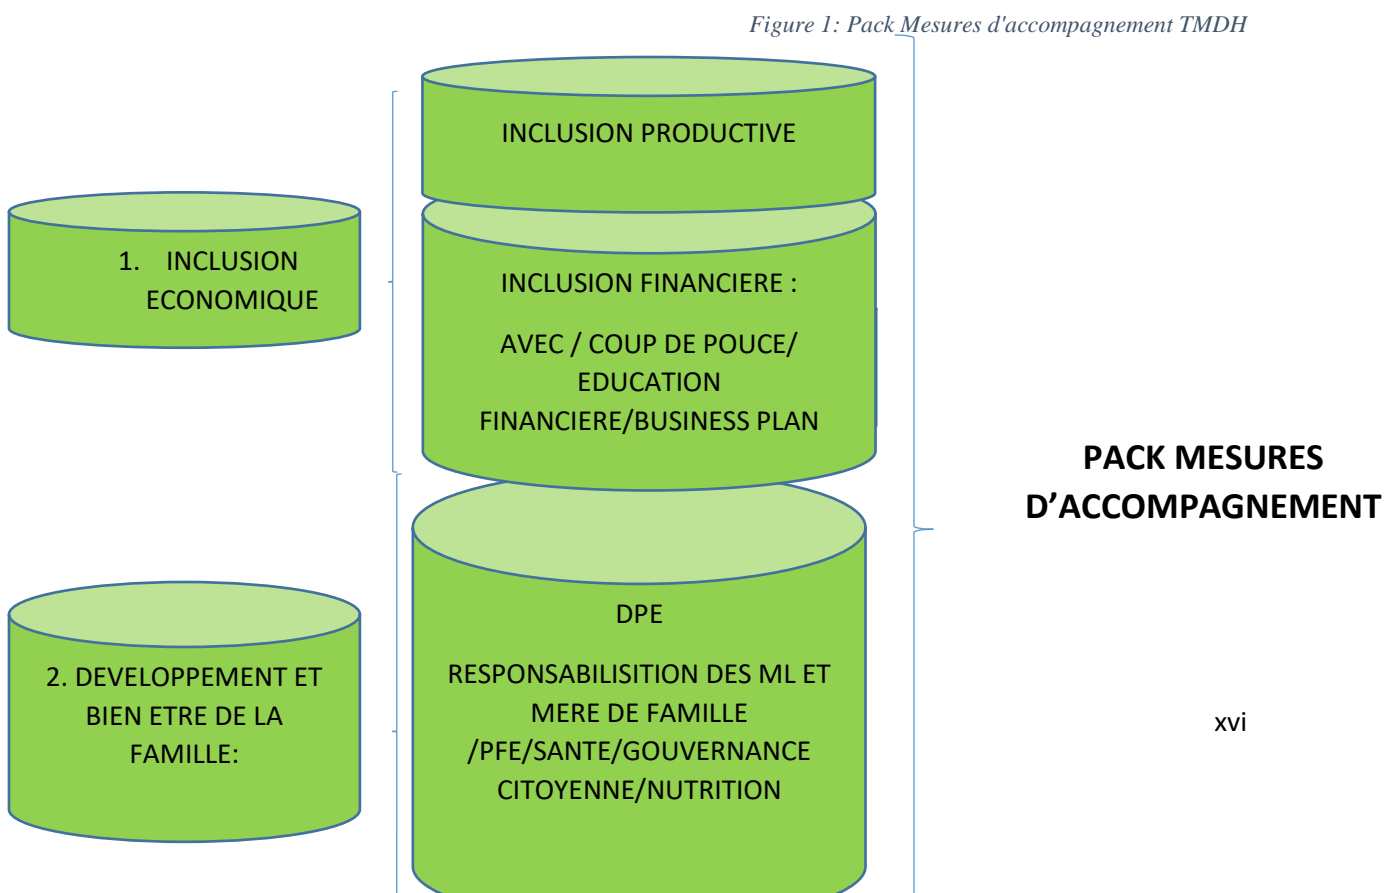 Figure 1: Pack Mesures d'accompagnement TMDH
INCLUSION PRODUCTIVE
1. INCLUSION
ECONOMIQUE
INCLUSION FINANCIERE :
AVEC / COUP DE POUCE/
EDUCATION
FINANCIERE/BUSINESS PLAN
PACK MESURES
D’ACCOMPAGNEMENT
2. DEVELOPPEMENT ET
BIEN ETRE DE LA
FAMILLE:
DPE
RESPONSABILISITION DES ML ET
MERE DE FAMILLE
/PFE/SANTE/GOUVERNANCE
CITOYENNE/NUTRITION
xvi